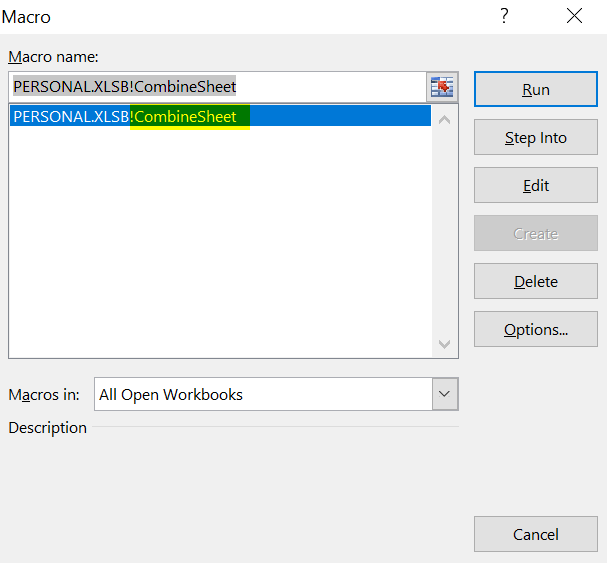 Macro
?
Macro name:
PERSONAL.XLSB!CombineSheet
PERSONAL.XLSB!CombineSheet
Run
Step Into
Edit
Create
Delete
Options...
Macros in: All Open Workbooks
Description
Cancel